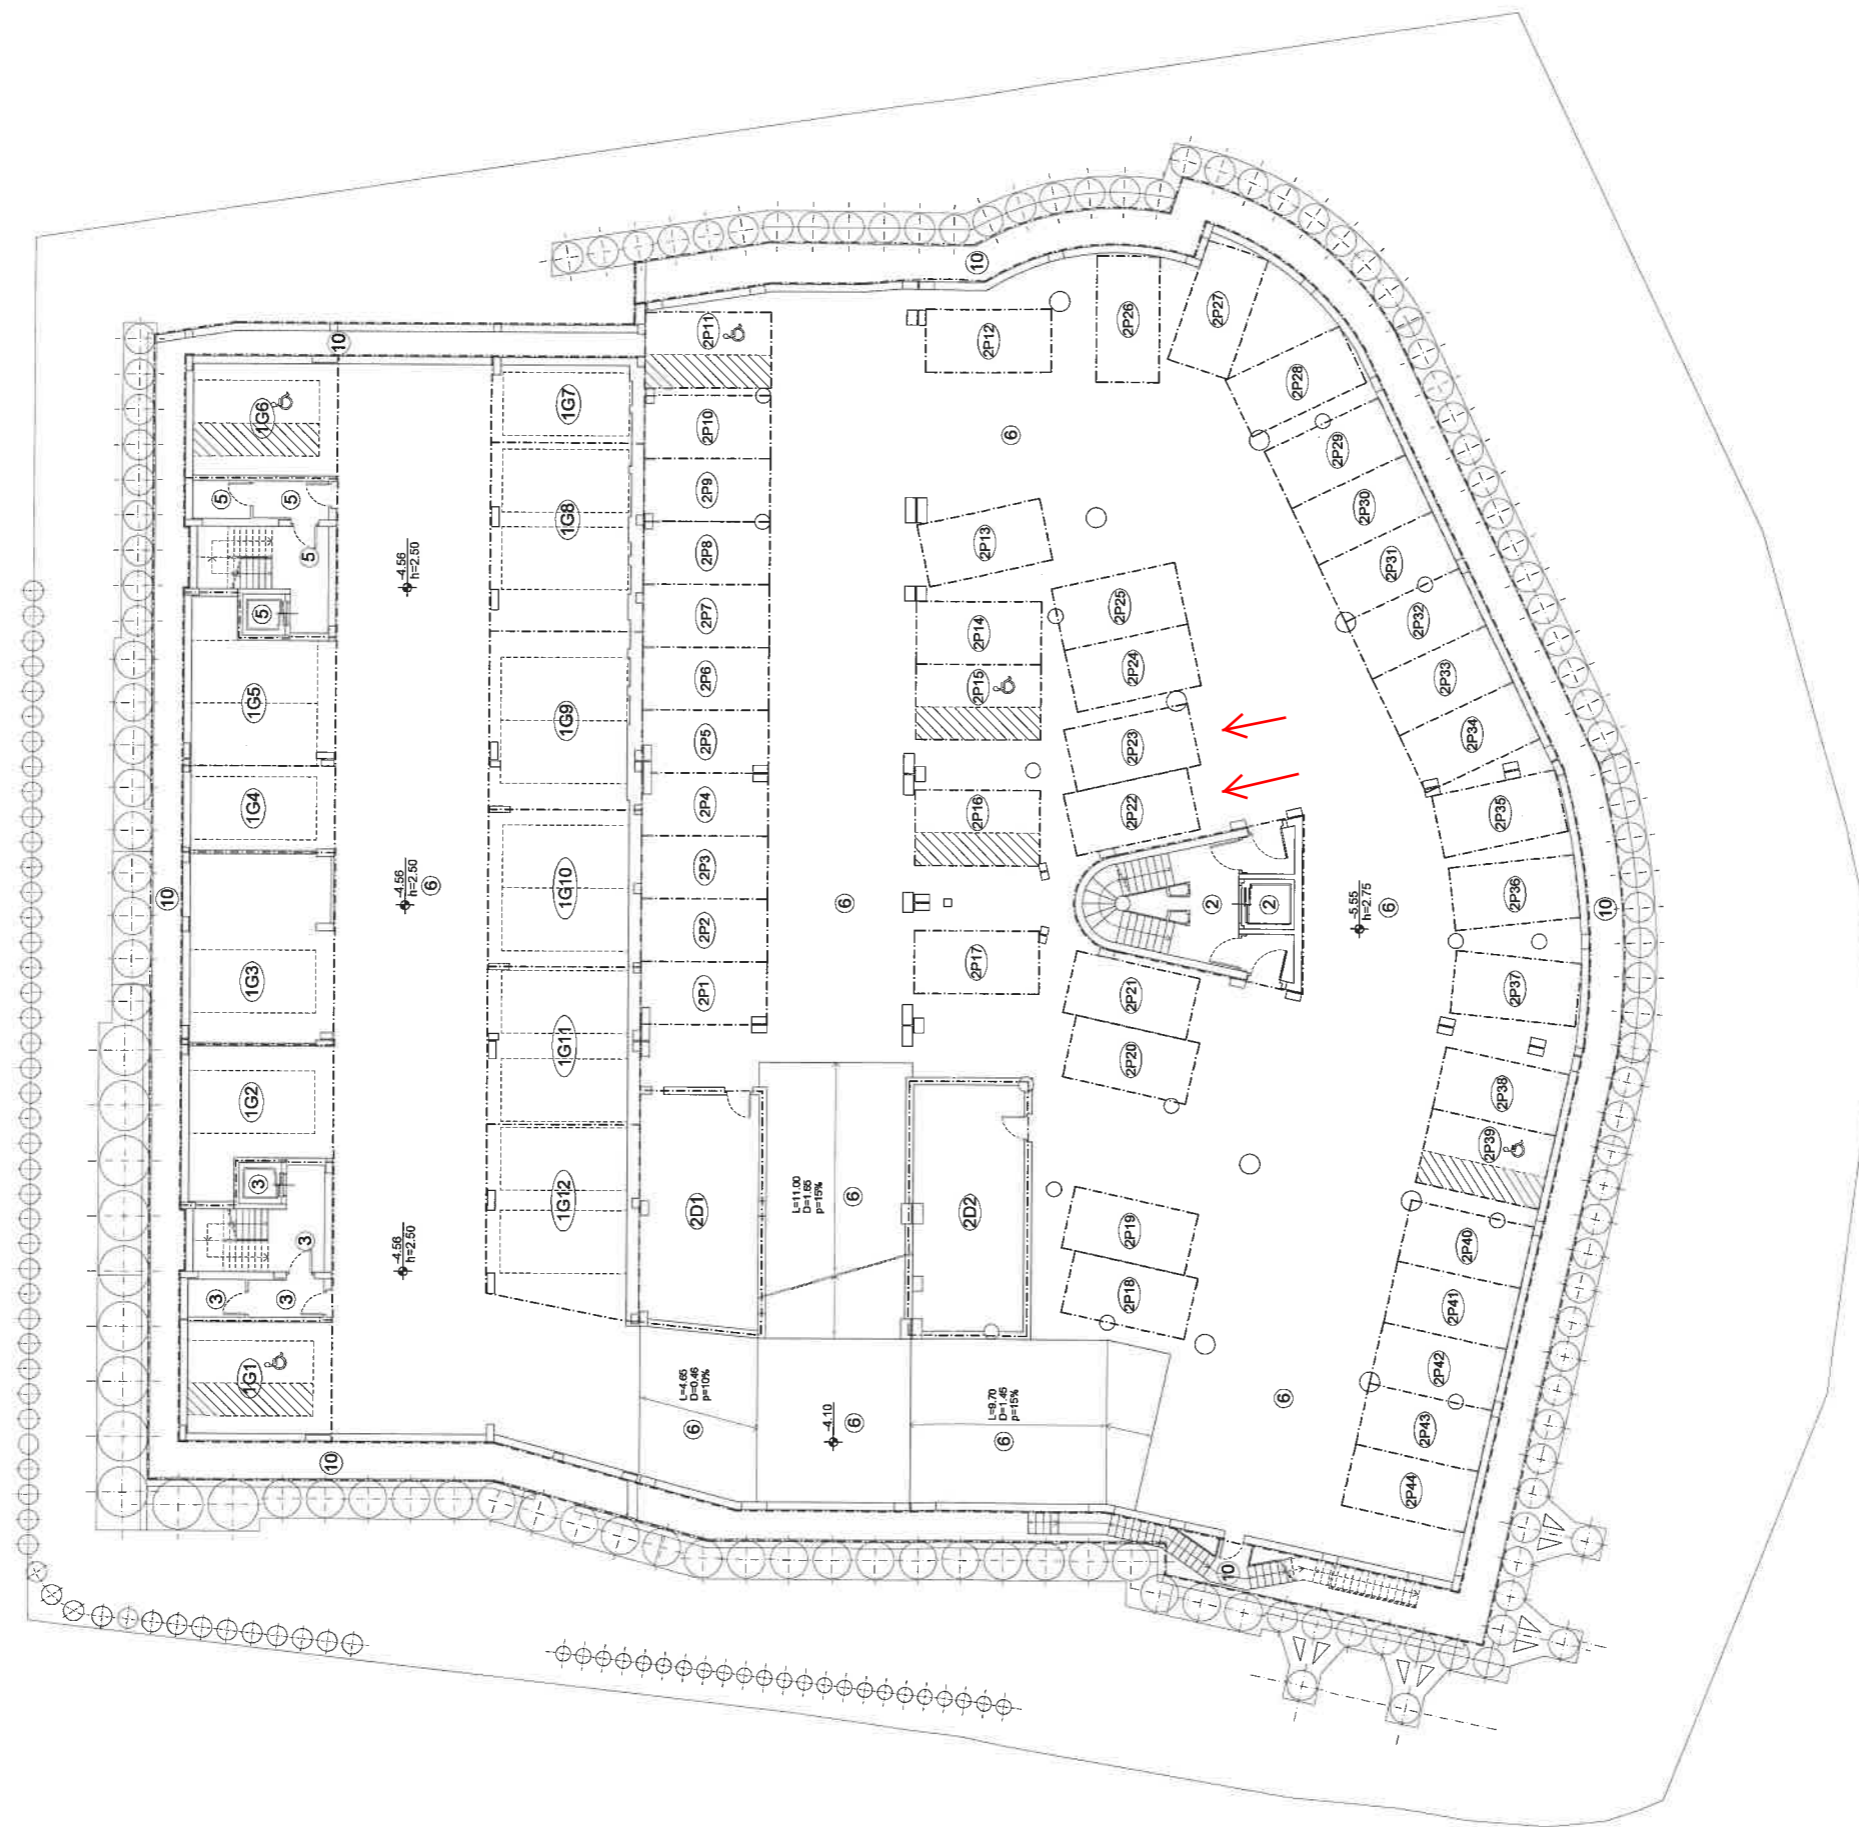 10
10
10
2P11
2P12
2P26
2P27
2P28
1G6
1G7
2P10
6
2P29
5
5
5
5
-4.56
h=2.50
1G8
2P9
2P8
2P13
2P30
2P31
2P7
2P14
2P25
2P32
1G5
1G9
2P6
2P15
2P24
2P33
2P5
2P23
2P34
1G4
2P4
2P16
2P22
2P35
10
-4.56
h=2.50
6
1G10
2P3
2P2
6
2
2
-5.55
h=2.75
6
2P36
10
1G3
2P1
2P17
2P21
2P37
1G2
1G11
2P20
2P38
2P39
3
3
3
3
-4.56
h=2.50
1G12
2D1
L=11.00
D=1.65
p=15%
6
2D2
2P19
2P18
2P40
2P41
1G1
L=4.65
D=0.46
p=10%
6
-4.10
6
L=9.70
D=1.45
p=15%
6
6
2P42
2P43
2P44
10
10